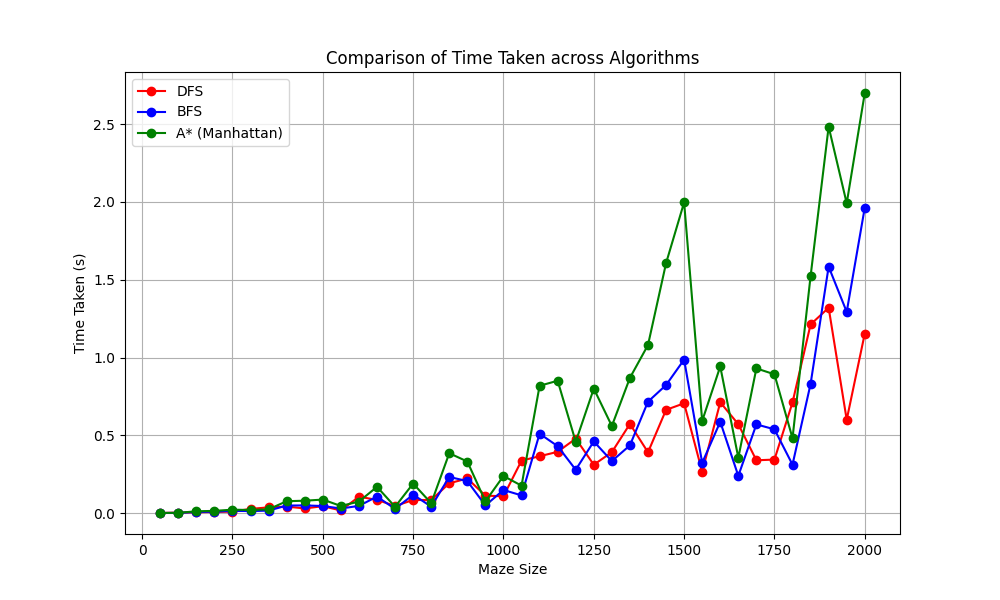 Comparison of Time Taken across Algorithms
DFS
BFS
A* (Manhattan)
2.5
2.0
1.5
1.0
0.5
0.0
Time Taken (s)
0 250 500 750 1000 1250 1500 1750 2000
Maze Size